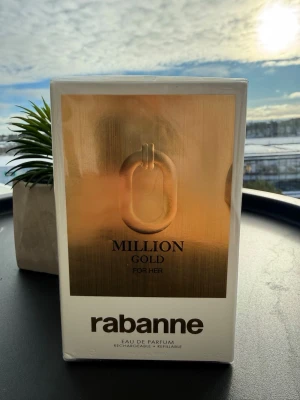 MILLION
GOLD
FOR HER
rabanne
EAU DE PARFUM
RECHARGEABLE • REFILLABLE